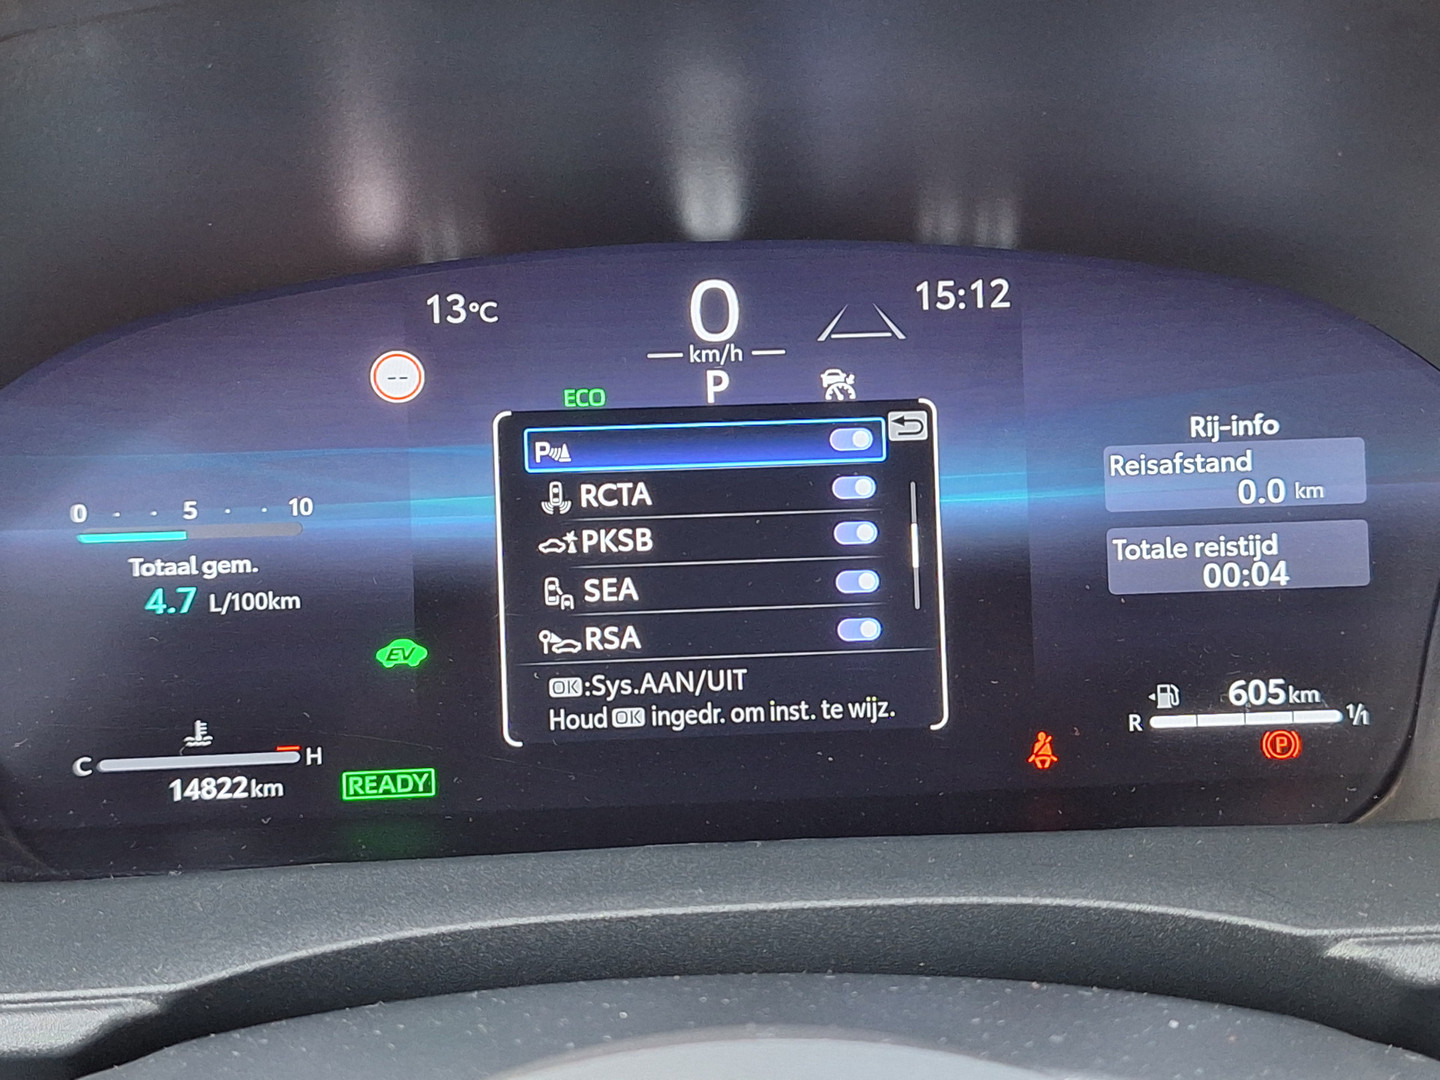 13°C
0
km/h
15:12
--
ECO
P
P
RCTA
PKSB
SEA
RSA
OK:Sys.AAN/UIT
Houd OK ingedr. om inst. te wijz.
0 5 10
Totaal gem.
4.7 L/100km
EV
C H
14822km
READY
Rij-info
Reisafstand
0.0 km
Totale reistijd
00:04
605km
R 1/1
P